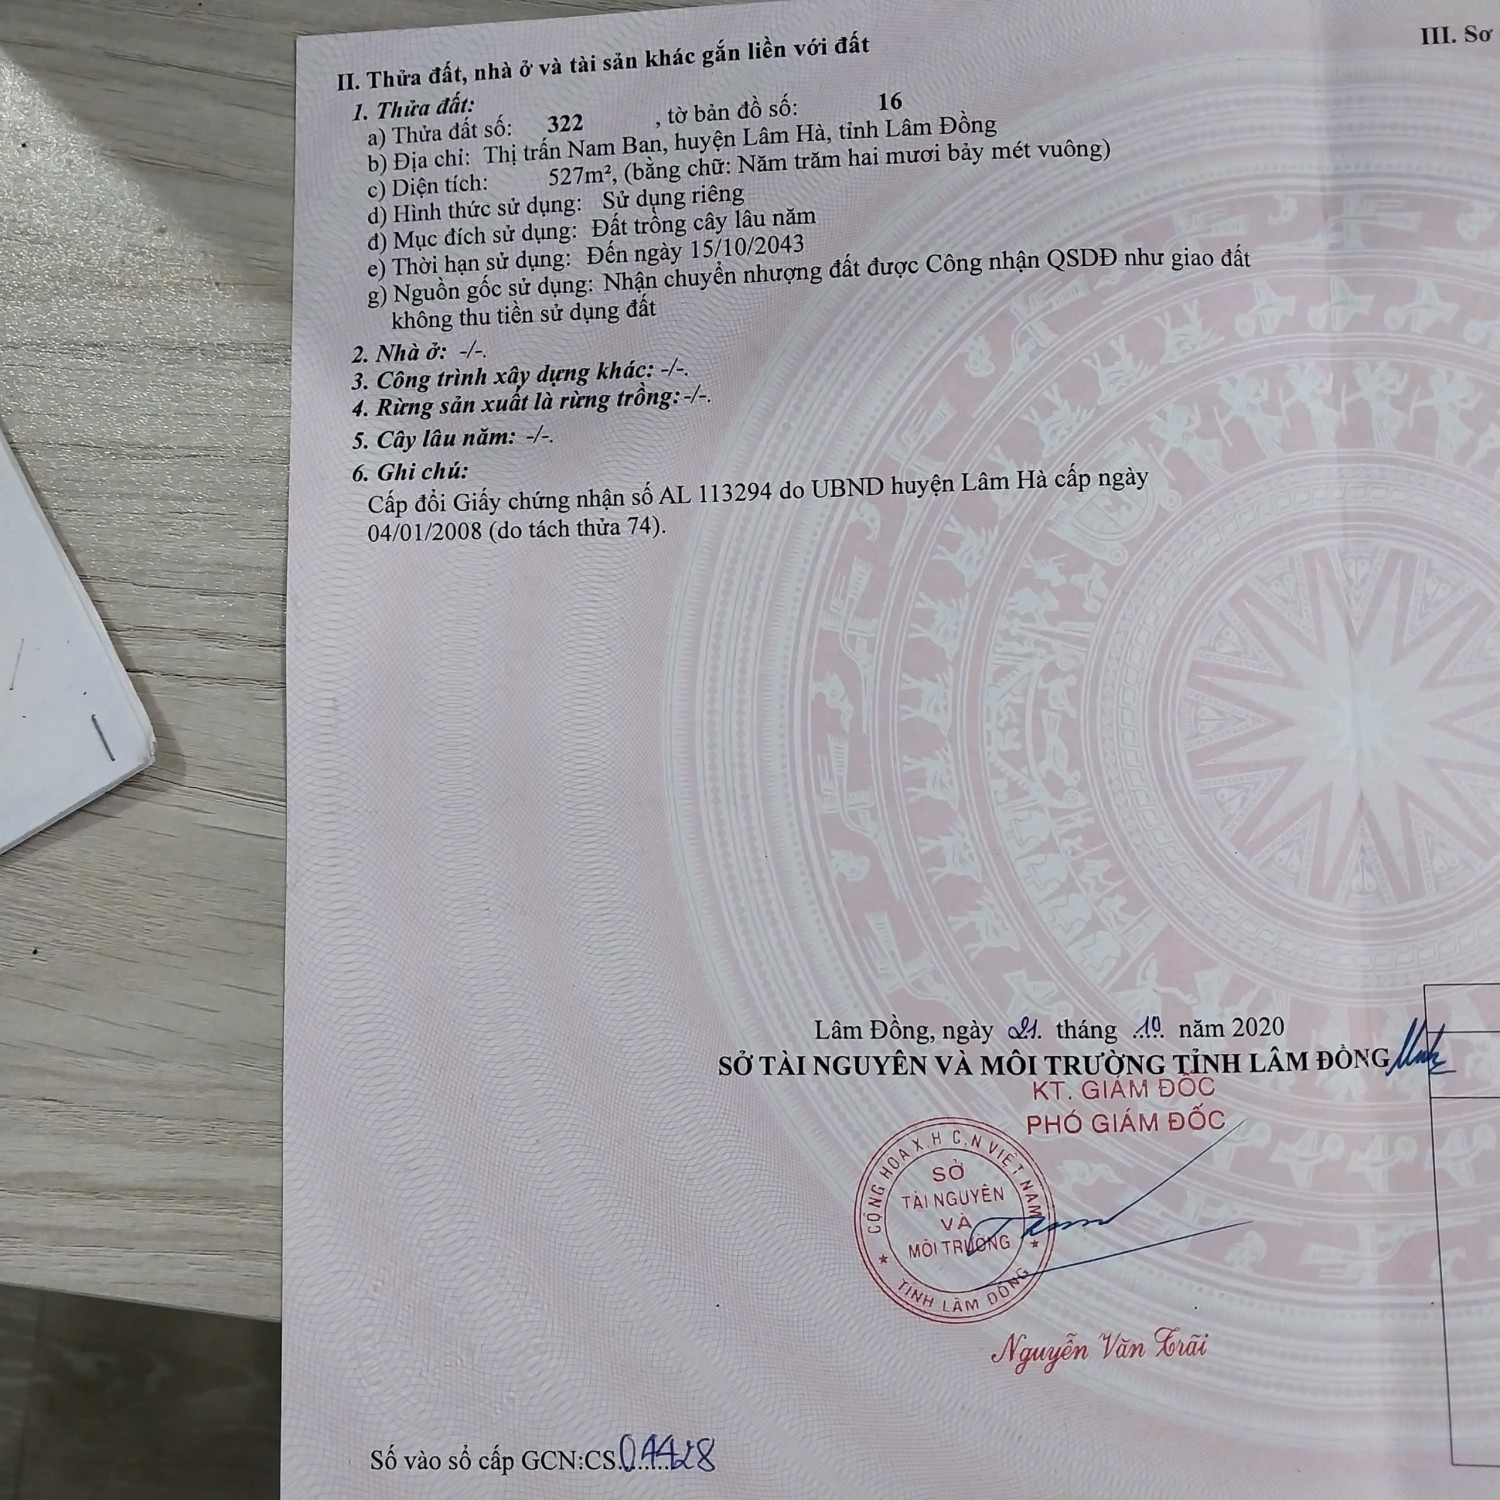 II. Thửa đất, nhà ở và tài sản khác gắn liền với đất
III. Sơ
1. Thửa đất:
a) Thửa đất số: 322 , tờ bản đồ số: 16
b) Địa chỉ: Thị trấn Nam Ban, huyện Lâm Hà, tỉnh Lâm Đồng
c) Diện tích: 527m², (bằng chữ: Năm trăm hai mươi bảy mét vuông)
d) Hình thức sử dụng: Sử dụng riêng
đ) Mục đích sử dụng: Đất trồng cây lâu năm
e) Thời hạn sử dụng: Đến ngày 15/10/2043
g) Nguồn gốc sử dụng: Nhận chuyển nhượng đất được Công nhận QSDĐ như giao đất
không thu tiền sử dụng đất
2. Nhà ở: -/-.
3. Công trình xây dựng khác: -/-.
4. Rừng sản xuất là rừng trồng: -/-.
5. Cây lâu năm: -/-.
6. Ghi chú:
Cấp đổi Giấy chứng nhận số AL 113294 do UBND huyện Lâm Hà cấp ngày
04/01/2008 (do tách thửa 74).
Lâm Đồng, ngày 21. tháng .10. năm 2020
SỞ TÀI NGUYÊN VÀ MÔI TRƯỜNG TỈNH LÂM ĐỒNG
KT. GIÁM ĐỐC
PHÓ GIÁM ĐỐC
CỘNG HÒA X.H.C.N VIỆT NAM
SỞ
TÀI NGUYÊN
VÀ
MÔI TRƯỜNG
TỈNH LÂM ĐỒNG
Nguyễn Văn Trãi
Số vào sổ cấp GCN:CS 04428